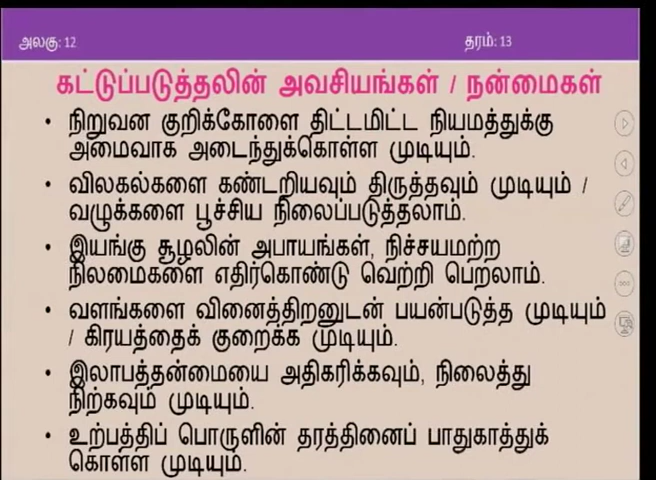 அலகு: 12
தரம்: 13
கட்டுப்படுத்தலின் அவசியங்கள் / நன்மைகள்
• நிறுவன குறிக்கோளை திட்டமிட்ட நியமத்துக்கு
அமைவாக அடைந்துக்கொள்ள முடியும்.
• விலகல்களை கண்டறியவும் திருத்தவும் முடியும் /
வழுக்களை பூச்சிய நிலைப்படுத்தலாம்.
• இயங்கு சூழலின் அபாயங்கள், நிச்சயமற்ற
நிலமைகளை எதிர்கொண்டு வெற்றி பெறலாம்.
• வளங்களை வினைத்திறனுடன் பயன்படுத்த முடியும்
/ கிரயத்தைக் குறைக்க முடியும்.
• இலாபத்தன்மையை அதிகரிக்கவும், நிலைத்து
நிற்கவும் முடியும்.
• உற்பத்திப் பொருளின் தரத்தினைப் பாதுகாத்துக்
கொள்ள முடியும்.